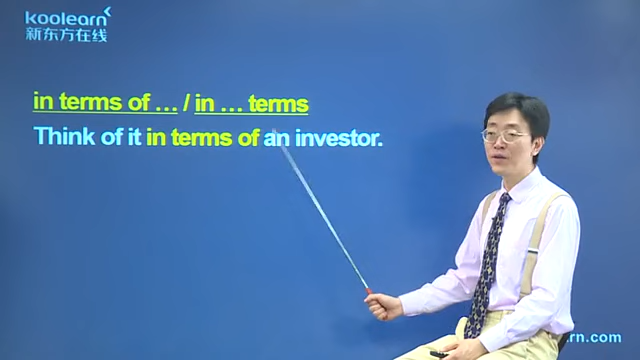 koolearn
新东方在线
in terms of … / in … terms
Think of it in terms of an investor.
rn.com